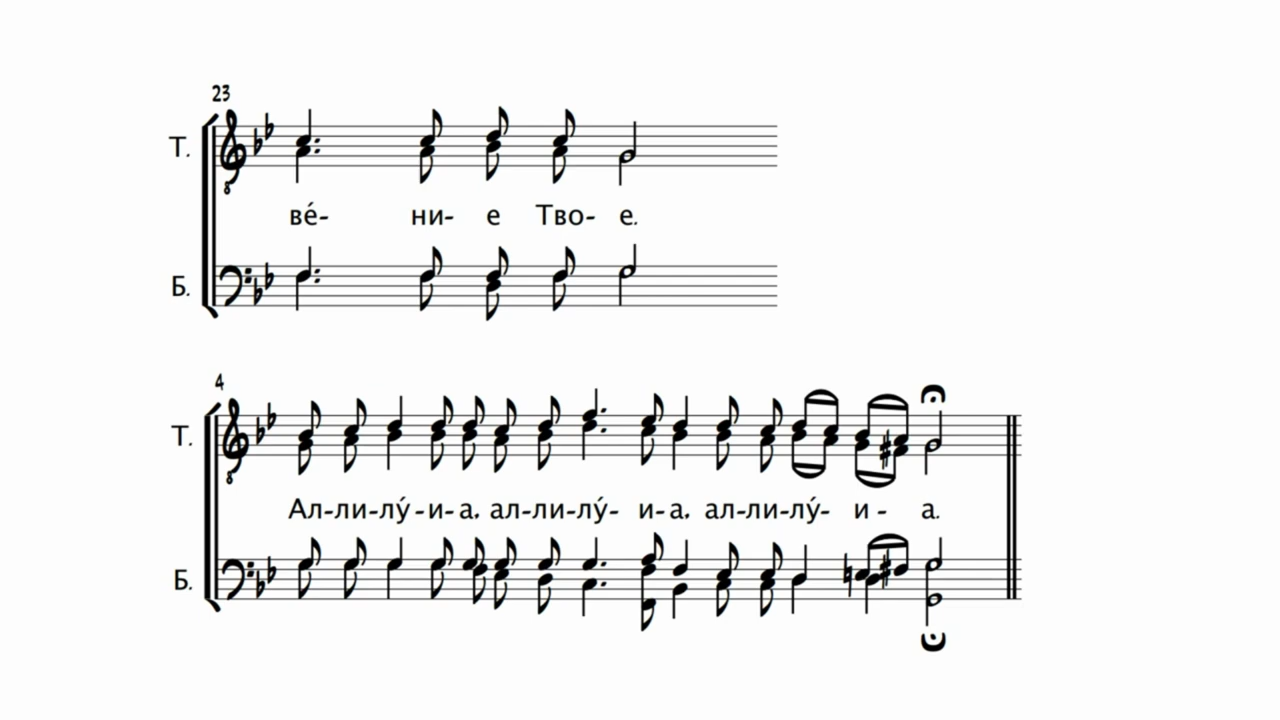 23
Т.
ве́- ни- е Тво- е.
Б.
4
Т.
Ал-ли-лу́-и-а, ал-ли-лу́- и-а, ал-ли-лу́- и- а.
Б.